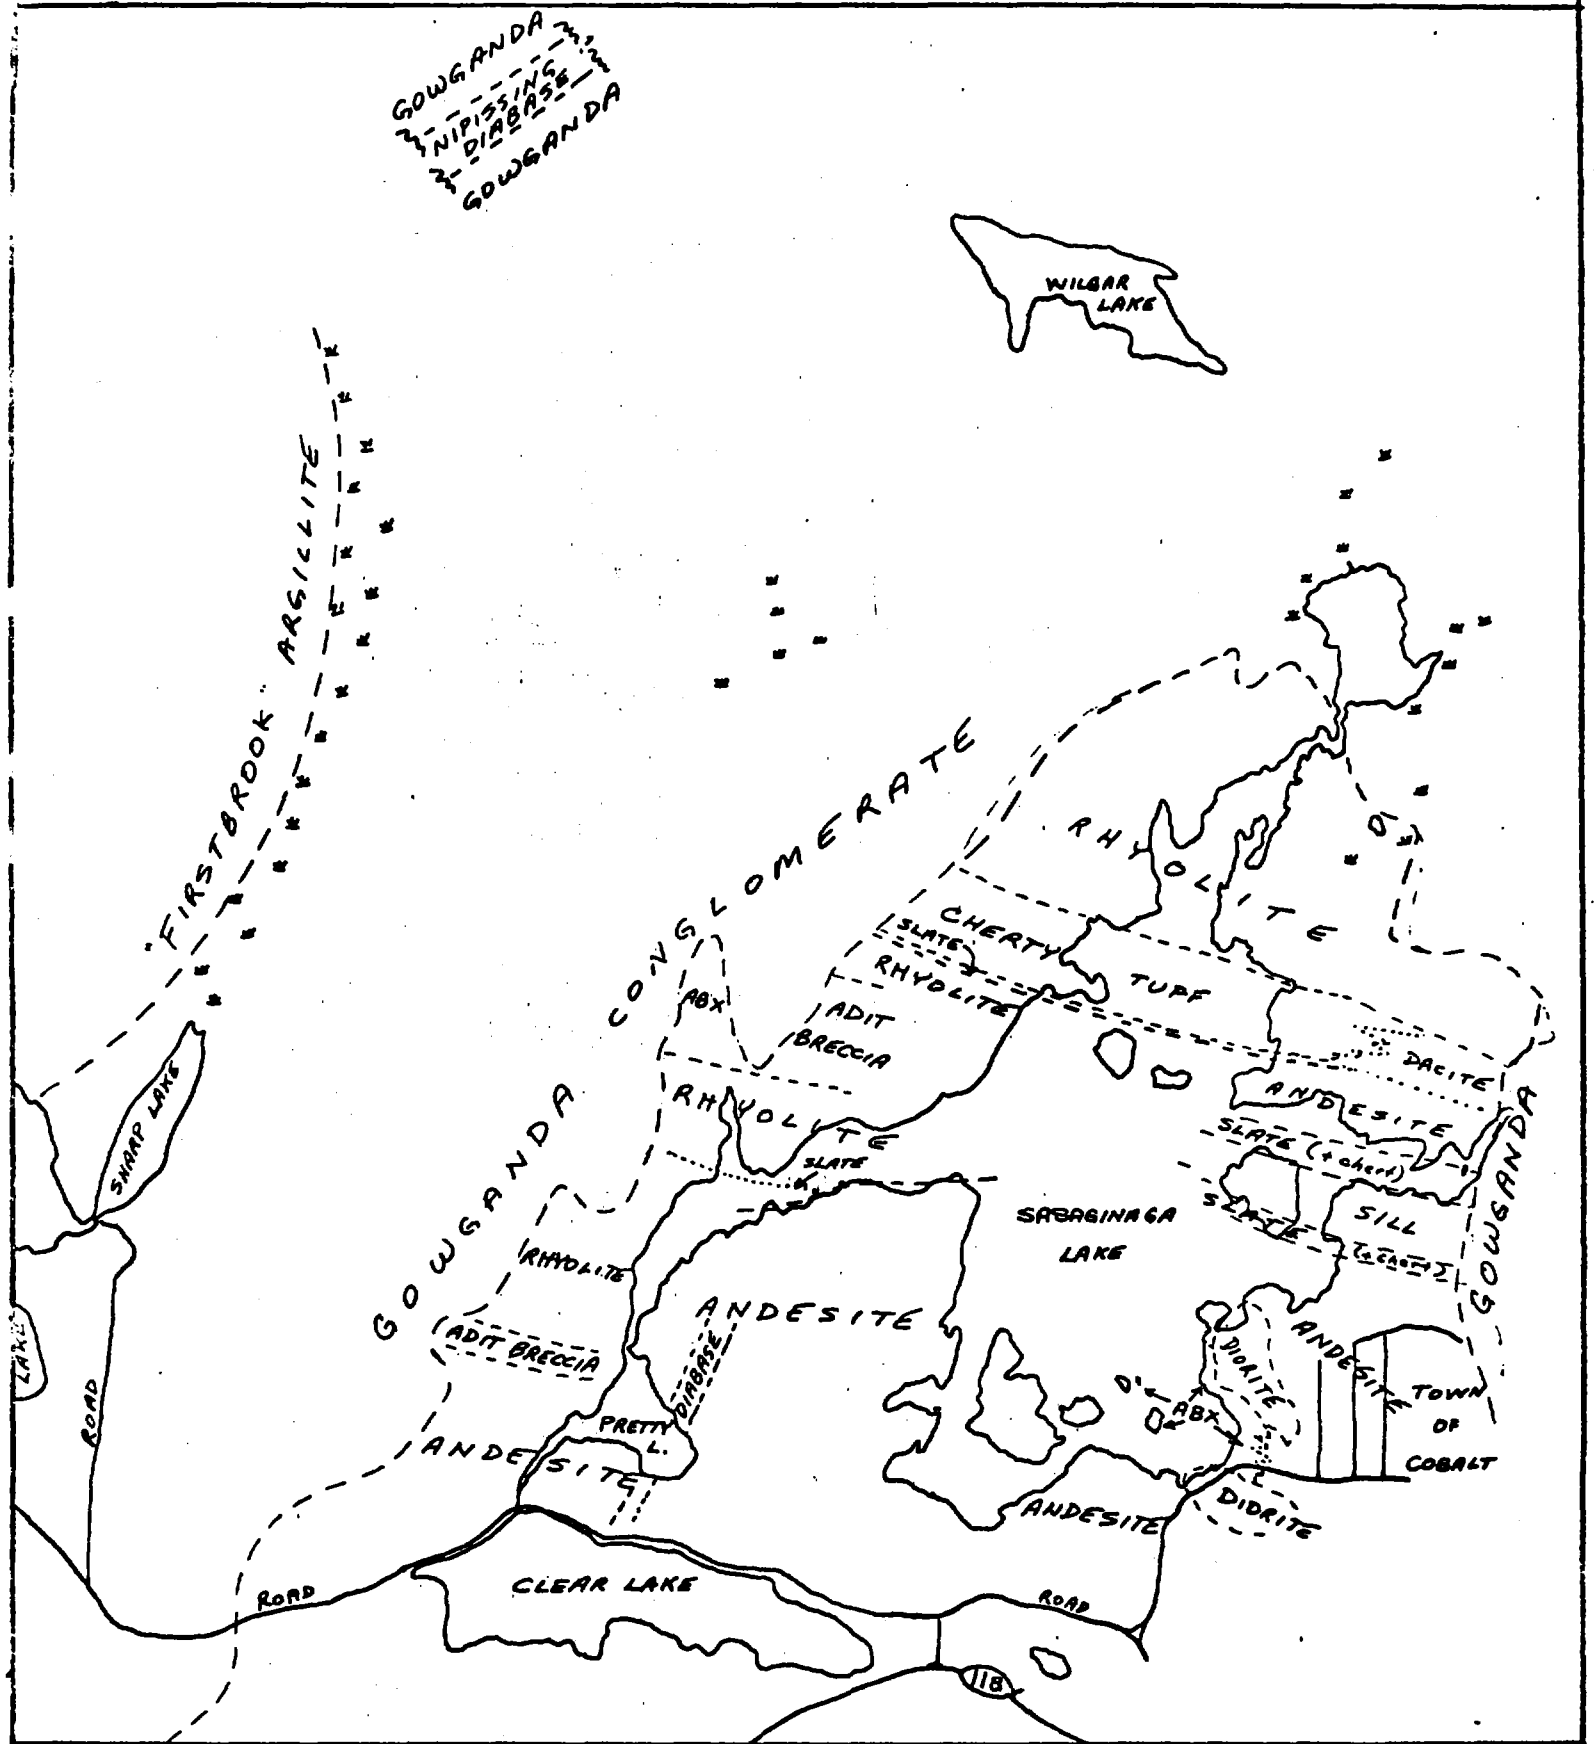 GOWGANDA
NIPISSING
DIABASE
GOWGANDA
WILBAR
LAKE
"FIRSTBROOK" ARGILLITE
GOWGANDA CONGLOMERATE
RHYOLITE
CHERTY
TUFF
SLATE
RHYOLITE
ABX
ADIT
BRECCIA
DACITE
ANDESITE
RHYOLITE
SLATE
SLATE (+chert)
SHARP LAKE
SABAGINAGA
LAKE
SILL
SLATE
(+chert)
GOWGANDA
RHYOLITE
ANDESITE
ADIT BRECCIA
DIABASE
DIORITE
ANDESITE
LAKE
ROAD
D'
ABX
TOWN
OF
COBALT
PRETTY
L.
ANDESITE
ANDESITE
DIORITE
ROAD
CLEAR LAKE
ROAD
118